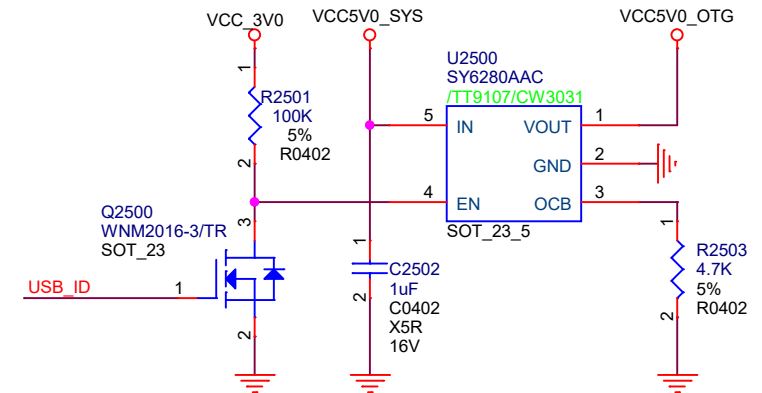 VCC_3V0
VCC5V0_SYS
VCC5V0_OTG
U2500
SY6280AAC
/TT9107/CW3031
1
R2501
100K
5%
R0402
2
5
IN
VOUT
1
GND
2
4
EN
OCB
3
SOT_23_5
Q2500
WNM2016-3/TR
SOT_23
3
USB_ID
1
2
1
C2502
1uF
C0402
X5R
16V
2
1
R2503
4.7K
5%
R0402
2